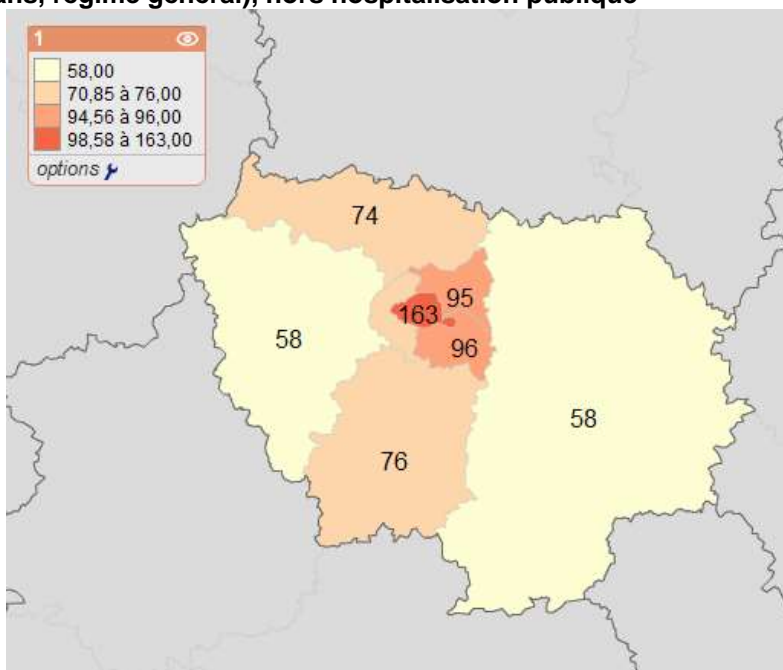 ans, régime général), hors hospitalisation publique
1
58,00
70,85 à 76,00
94,56 à 96,00
98,58 à 163,00
options
74
95
163
58
96
58
76